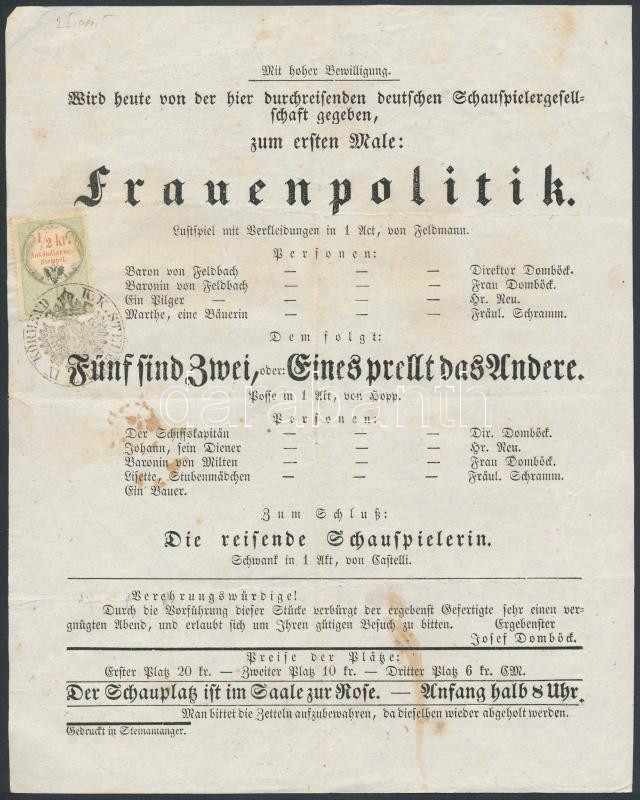 Mit hoher Bewilligung.
Wird heute von der hier durchreisenden deutschen Schauspielergesell-
schaft gegeben,
zum ersten Male:
Frauenpolitik.
Lustspiel mit Verkleidungen in 1 Act, von Feldmann.
Personen:
Baron von Feldbach — — — Direktor Domböck.
Baronin von Feldbach — — — Frau Domböck.
Ein Pilger — — — — Hr. Neu.
Marthe, eine Bäuerin — — — Fräul. Schramm.
Dem folgt:
Fünf sind Zwei, oder: Eines prellt das Andere.
Posse in 1 Akt, von Hopp.
Personen:
Der Schiffskapitän — — — Dir. Domböck.
Johann, sein Diener — — — Hr. Neu.
Baronin von Milten — — — Frau Domböck.
Lisette, Stubenmädchen — — — Fräul. Schramm.
Ein Bauer.
Zum Schluß:
Die reisende Schauspielerin.
Schwank in 1 Akt, von Castelli.
Verehrungswürdige!
Durch die Vorführung dieser Stücke verbürgt der ergebenst Gefertigte sehr einen ver-
gnügten Abend, und erlaubt sich um Ihren gütigen Besuch zu bitten. Ergebenster
Josef Domböck.
Preise der Plätze:
Erster Platz 20 kr. — Zweiter Platz 10 kr. — Dritter Platz 6 kr. CM.
Der Schauplatz ist im Saale zur Rose. — Anfang halb 8 Uhr.
Man bittet die Zetteln aufzubewahren, da dieselben wieder abgeholt werden.
Gedruckt in Steinamanger.
1/2 kr.
Ankündigungs-
Stempel.
darabanth